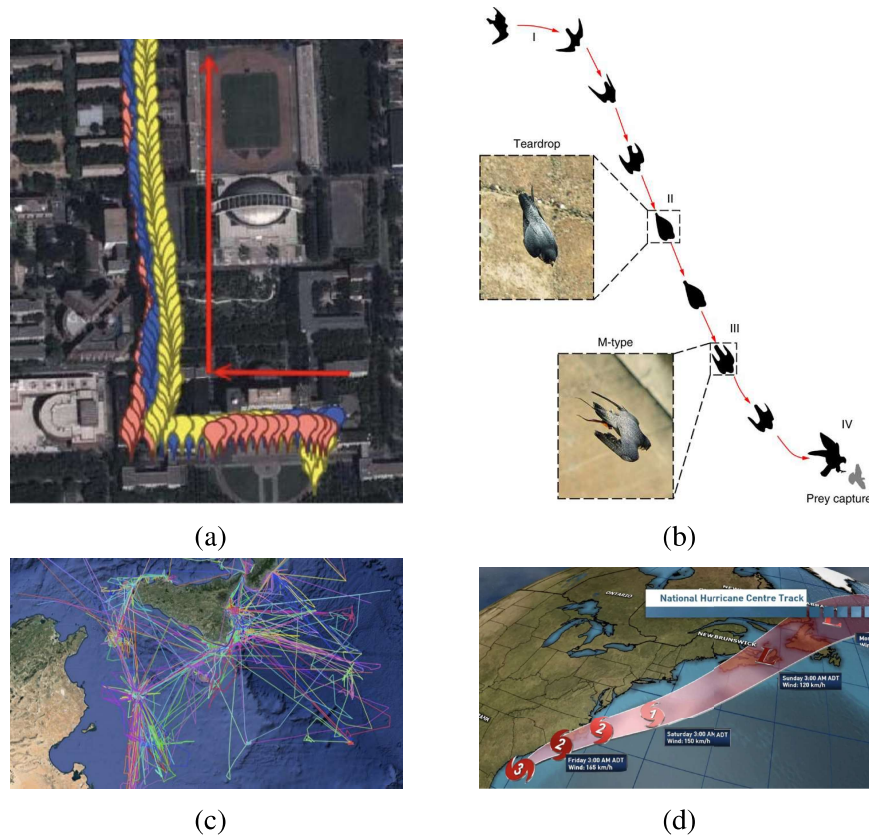 I
Teardrop
II
III
M-type
IV
Prey capture
(a)
(b)
National Hurricane Centre Track
ONTARIO
NEW BRUNSWICK
Sunday 3:00 AM ADT
Wind: 120 km/h
1
Saturday 3:00 AM ADT
Wind: 150 km/h
2
2
Friday 3:00 AM ADT
Wind: 165 km/h
3
(c)
(d)